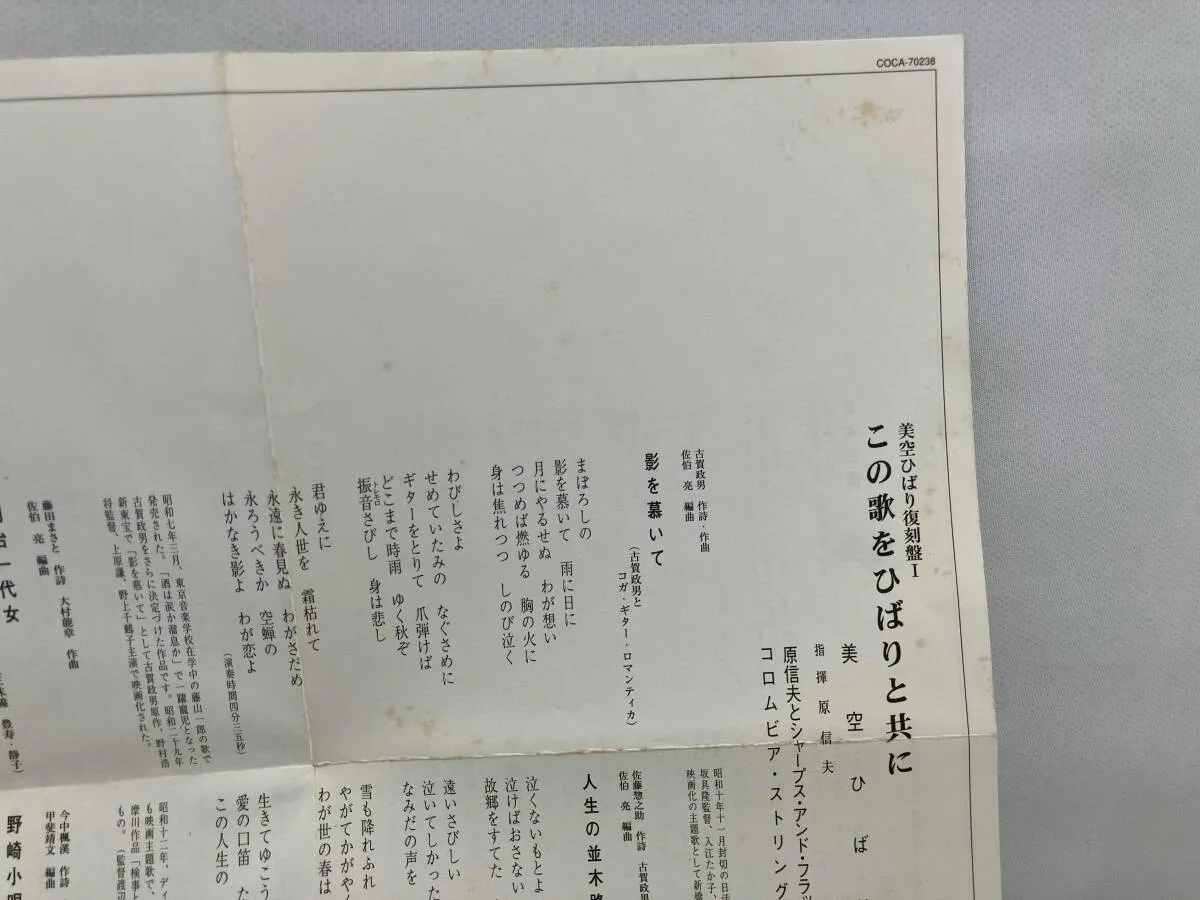 COCA-70238
美空ひばり復刻盤Ⅰ
この歌をひばりと共に
美空ひば
指揮 原信夫
原信夫とシャープス・アンド・フラッ
コロムビア・ストリング
古賀政男 作詩・作曲
佐伯 亮 編曲
影を慕いて
(古賀政男と
コガ・ギター・ロマンティカ)
まぼろしの
影を慕いて 雨に日に
月にやるせぬ わが想い
つつめば燃ゆる 胸の火に
身は焦れつつ しのび泣く
わびしさよ
せめていたみの なぐさめに
ギターをとりて 爪弾けば
どこまで時雨 ゆく秋ぞ
振音さびし 身は悲し
トレモロ
君ゆえに
永き人世を 霜枯れて
永遠に春見ぬ わがさだめ
永ろうべきか 空蝉の
はかなき影よ わが恋よ
(演奏時間四分三五秒)
昭和七年三月、東京音楽学校在学中の藤山一郎の歌で
発売された。「酒は涙か溜息か」で一躍寵児となった
古賀政男をさらに決定づけた作品です。昭和二十九年
新東宝で「影を慕いて」として古賀政男原作、野村浩
将監督、上原謙、野上千鶴子主演で映画化された。
藤田まさと 作詩 大村能章 作曲
佐伯 亮 編曲
治一代女
豊寿・静子)
昭和十年十一月封切の日活
坂具隆監督、入江たか子、
映画化の主題歌として新橋
佐藤惣之助 作詩 古賀政男
佐伯 亮 編曲
人生の並木路
泣くないもとよ
泣けばおさない
故郷をすてた
遠いさびしい
泣いてしかった
なみだの声を
雪も降れふれ
やがてかがやく
わが世の春は
生きてゆこう
愛の口笛 た
この人生の
昭和十二年、ディ
も映画主題歌で、
摩川作品「検事と
もの。(監督渡辺
今中楓溪 作詩
甲斐靖文 編曲
野崎小唄